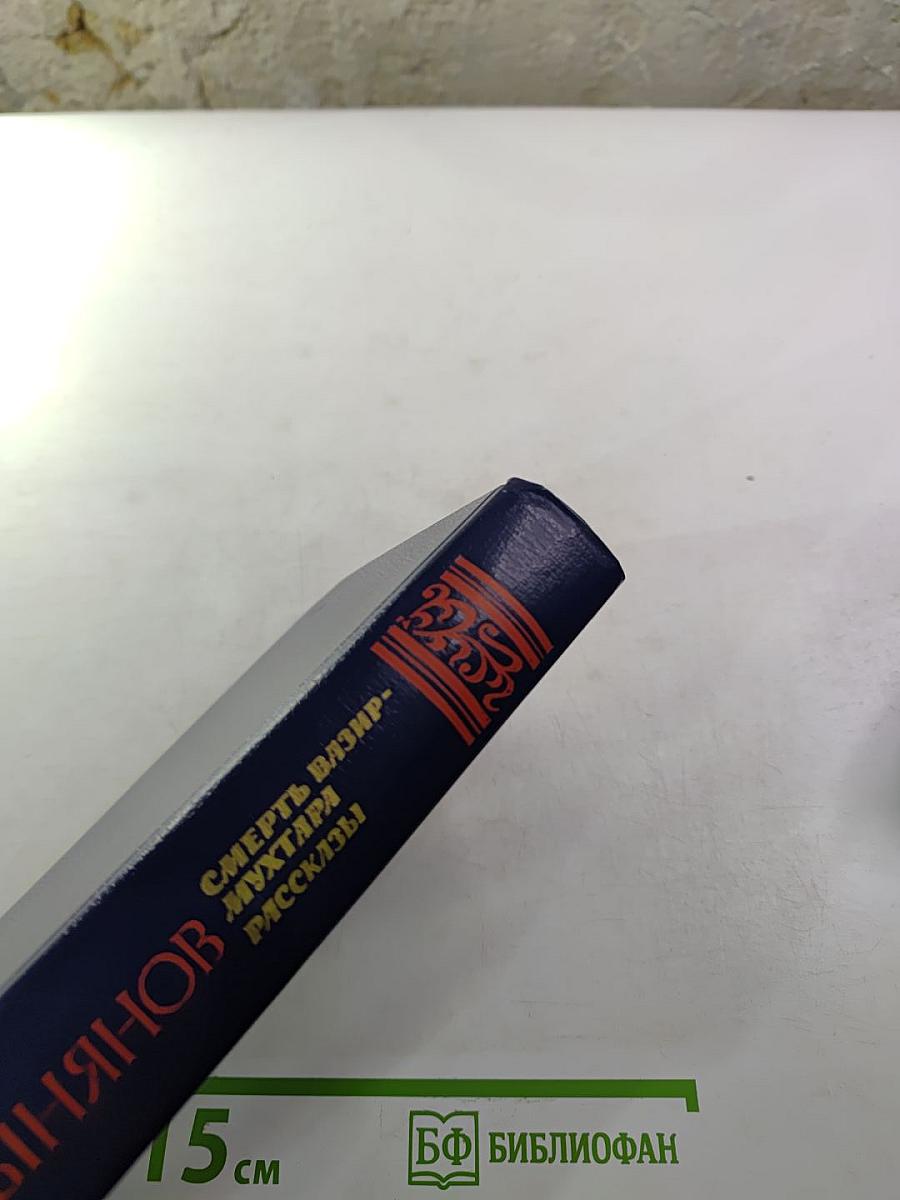 ЫНЯНОВ
СМЕРТЬ ВАЗИР-
МУХТАРА
РАССКАЗЫ
15 см
БФ БИБЛИОФАН